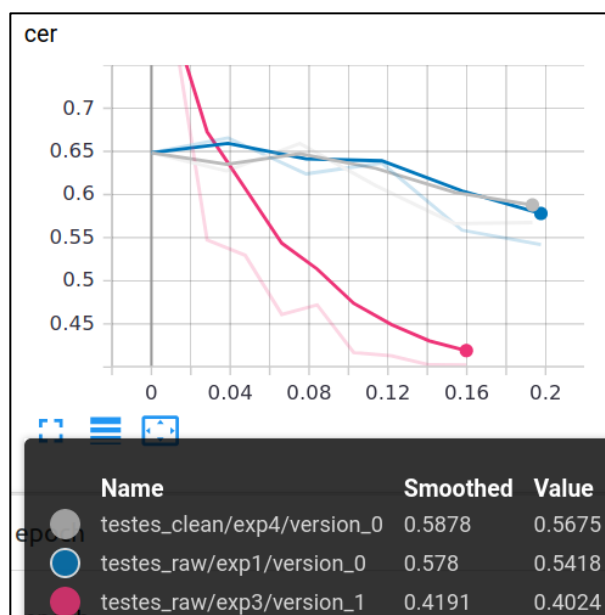 cer
0.7
0.65
0.6
0.55
0.5
0.45
0 0.04 0.08 0.12 0.16 0.2
Name Smoothed Value
epoch
testes_clean/exp4/version_0 0.5878 0.5675
testes_raw/exp1/version_0 0.578 0.5418
testes_raw/exp3/version_1 0.4191 0.4024